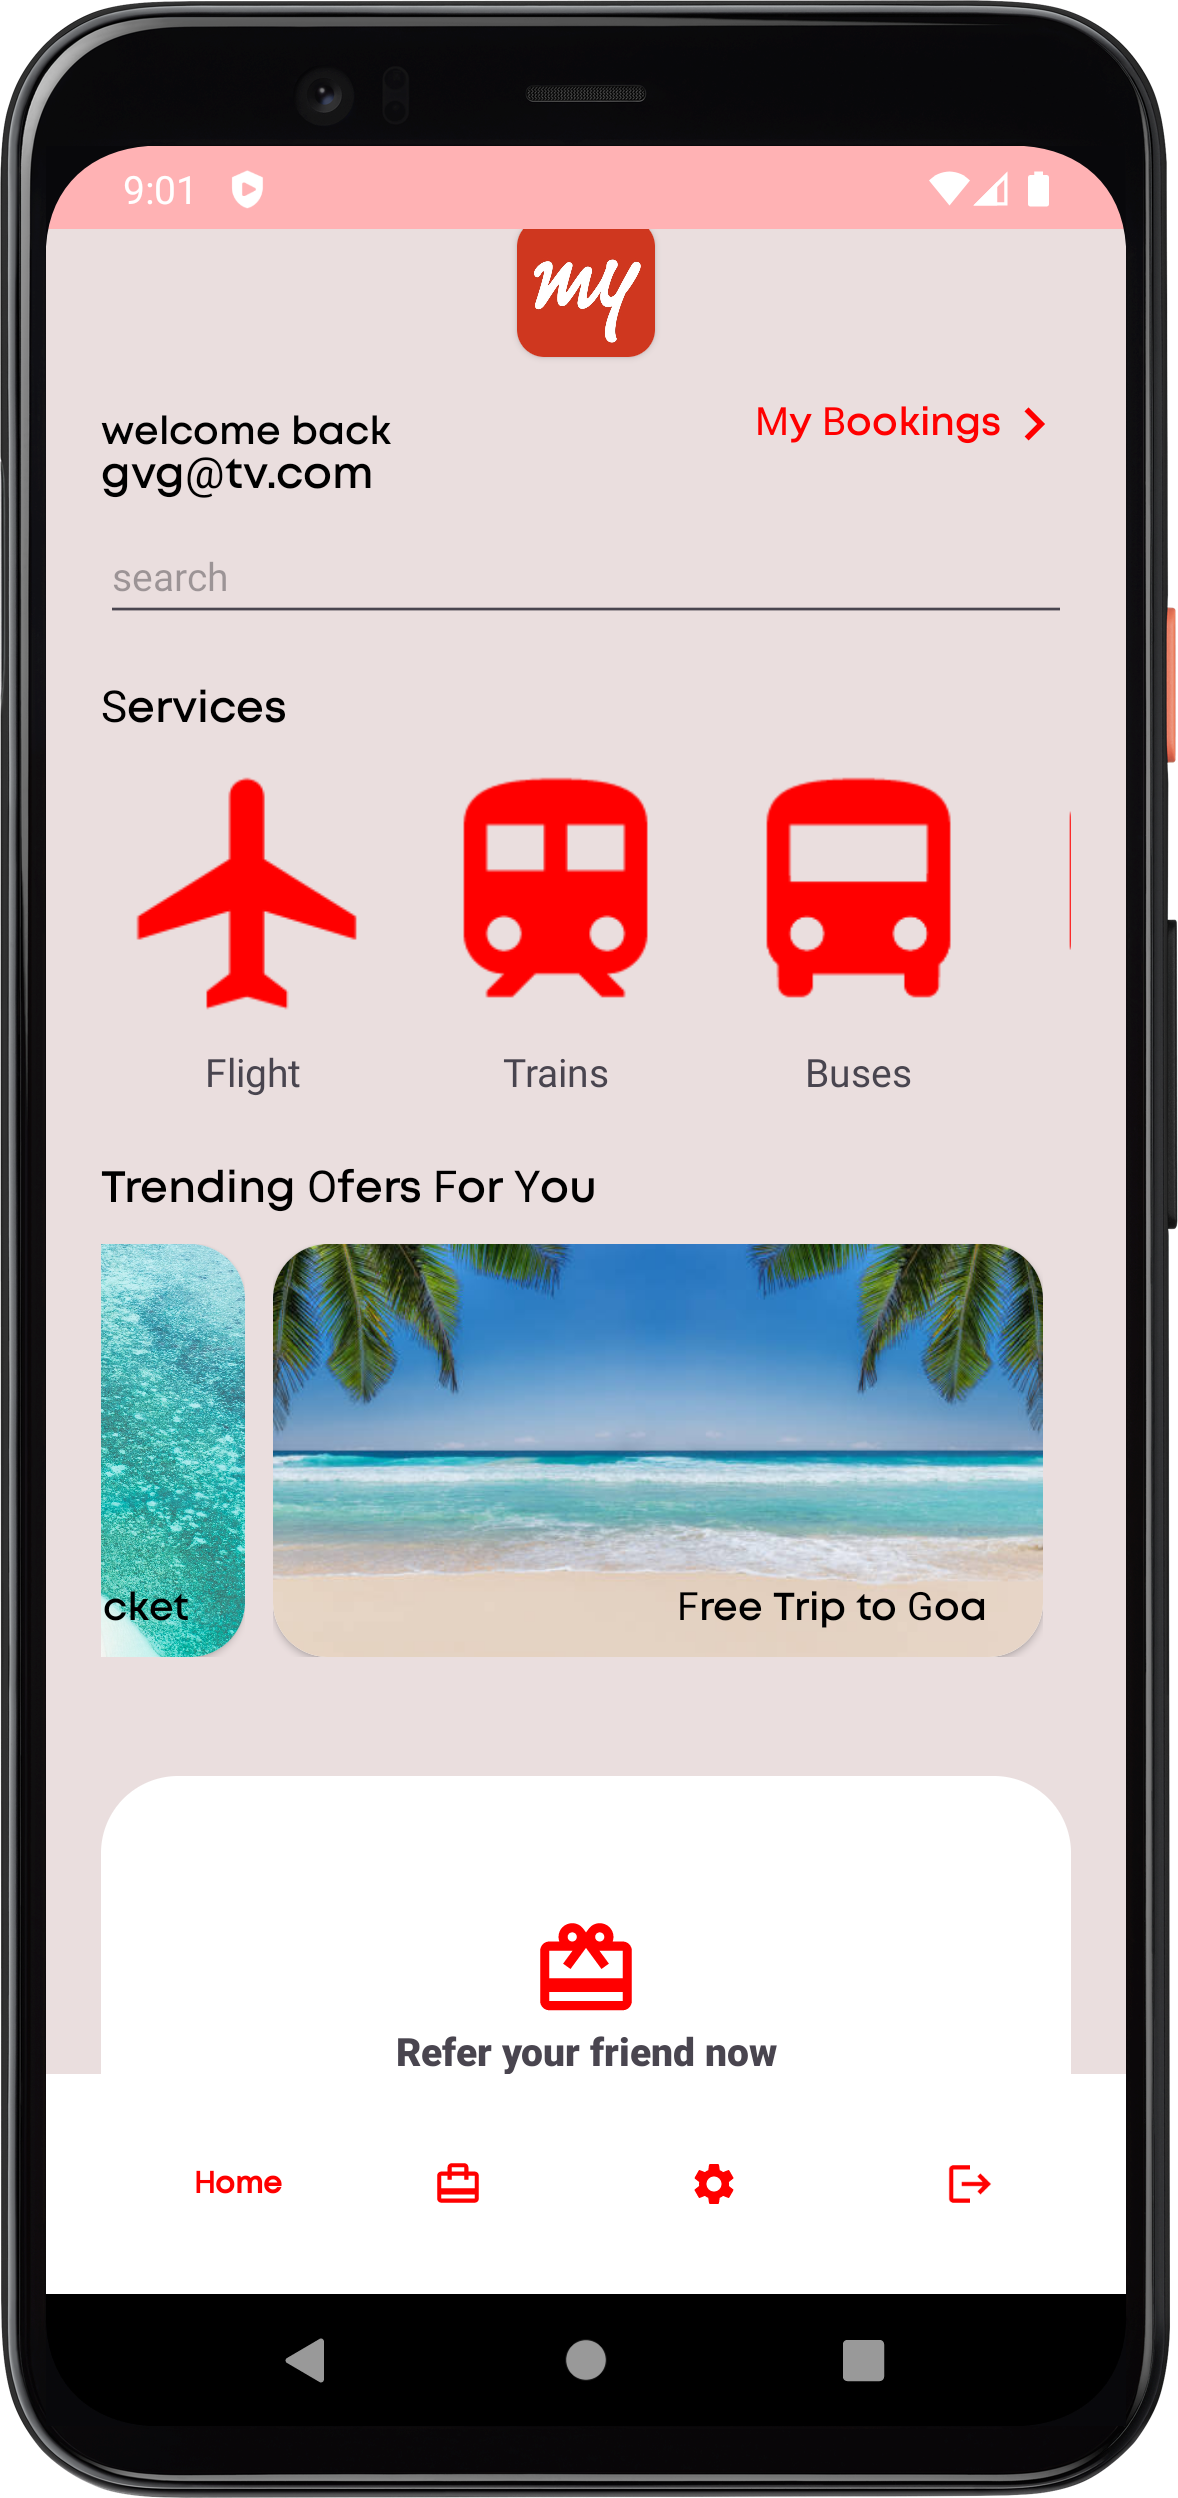 9:01
my
welcome back
gvg@tv.com
My Bookings
search
Services
Flight
Trains
Buses
Trending Ofers For You
cket
Free Trip to Goa
Refer your friend now
Home